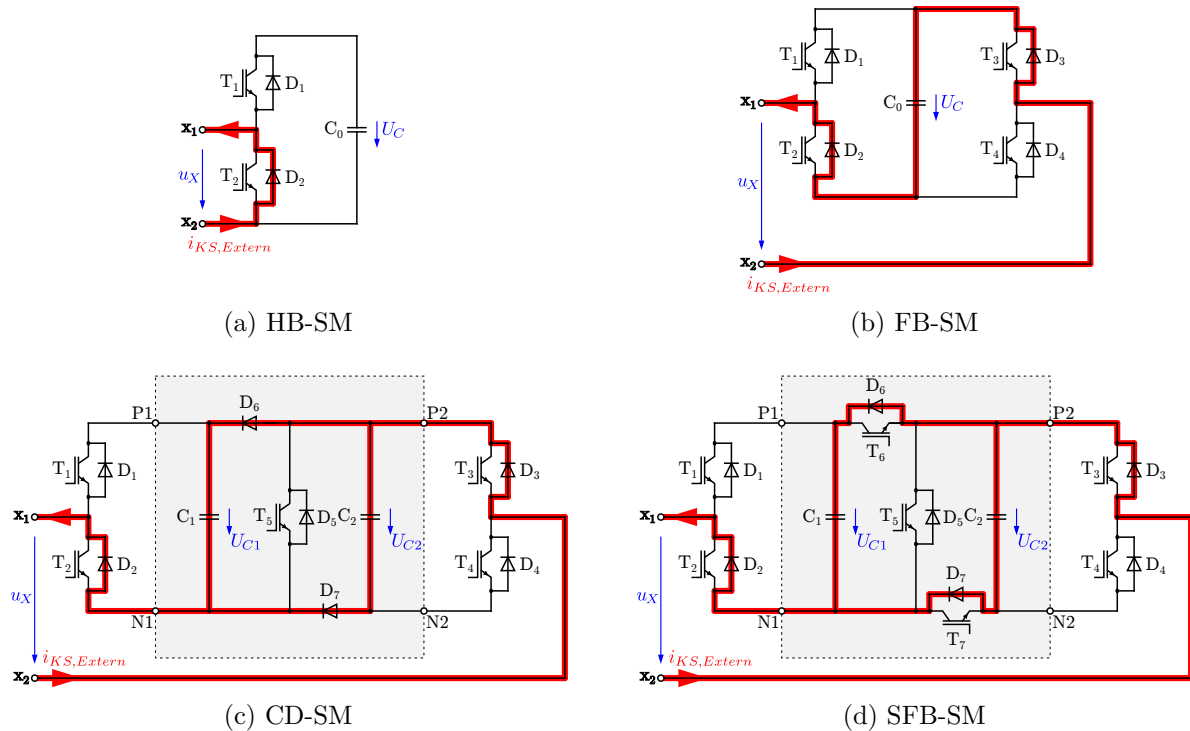 T1 D1
C0 UC
x1
T2 D2
uX
x2
iKS,Extern
(a) HB-SM
T1 D1 T3 D3
x1 C0 UC
T2 D2 T4 D4
uX
x2
iKS,Extern
(b) FB-SM
P1 D6 P2
T1 D1 T3 D3
x1 C1 UC1 T5 D5 C2 UC2
T2 D2 T4 D4
uX D7
N1 N2
iKS,Extern
x2
(c) CD-SM
D6
P1 P2
T6
T1 D1 T3 D3
x1 C1 UC1 T5 D5 C2 UC2
T2 D2 T4 D4
uX D7
N1 T7 N2
iKS,Extern
x2
(d) SFB-SM